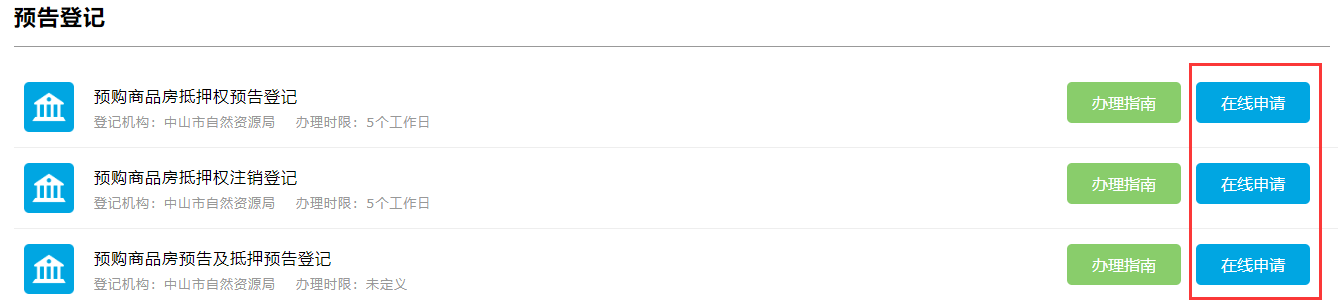 预告登记
预购商品房抵押权预告登记
登记机构：中山市自然资源局 办理时限：5个工作日
办理指南 在线申请
预购商品房抵押权注销登记
登记机构：中山市自然资源局 办理时限：5个工作日
办理指南 在线申请
预购商品房预告及抵押预告登记
登记机构：中山市自然资源局 办理时限：未定义
办理指南 在线申请